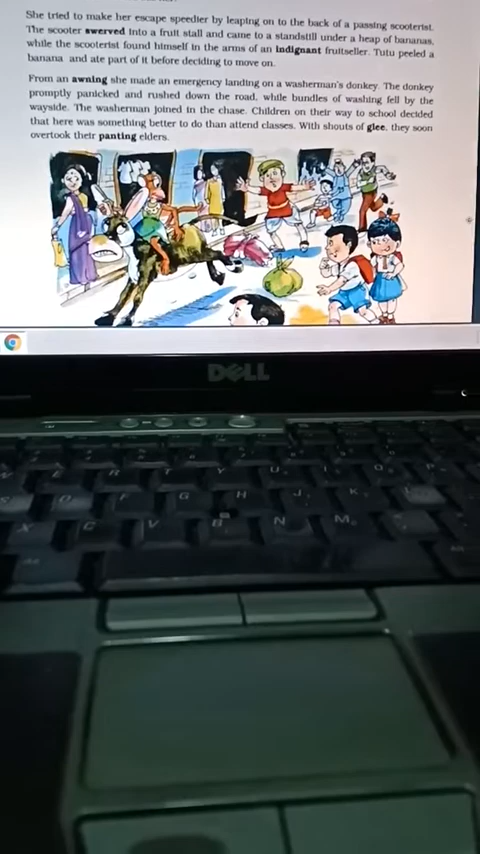 She tried to make her escape speedier by leaping on to the back of a passing scooterist.
The scooter swerved into a fruit stall and came to a standstill under a heap of bananas,
while the scooterist found himself in the arms of an indignant fruitseller. Tutu peeled a
banana and ate part of it before deciding to move on.
From an awning she made an emergency landing on a washerman's donkey. The donkey
promptly panicked and rushed down the road, while bundles of washing fell by the
wayside. The washerman joined in the chase. Children on their way to school decided
that here was something better to do than attend classes. With shouts of glee, they soon
overtook their panting elders.
DELL
E R T Y U I O P
S D F G H J K
X C V B N M